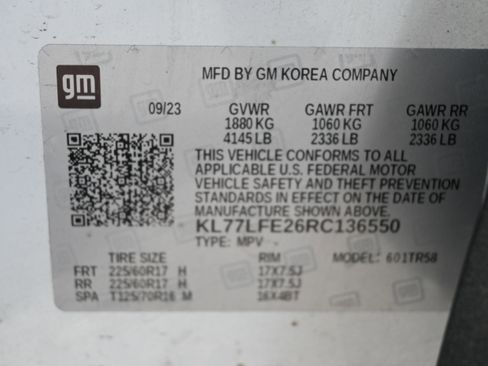 gm
MFD BY GM KOREA COMPANY
09/23 GVWR GAWR FRT GAWR RR
1880 KG 1060 KG 1060 KG
4145 LB 2336 LB 2336 LB
THIS VEHICLE CONFORMS TO ALL
APPLICABLE U.S. FEDERAL MOTOR
VEHICLE SAFETY AND THEFT PREVENTION
STANDARDS IN EFFECT ON THE DATE OF
MANUFACTURE SHOWN ABOVE.
KL77LFE26RC136550
TYPE: MPV
TIRE SIZE RIM MODEL: 601TR58
FRT 225/60R17 H 17X7.5J
RR 225/60R17 H 17X7.5J
SPA T125/70R16 M 16X4BT